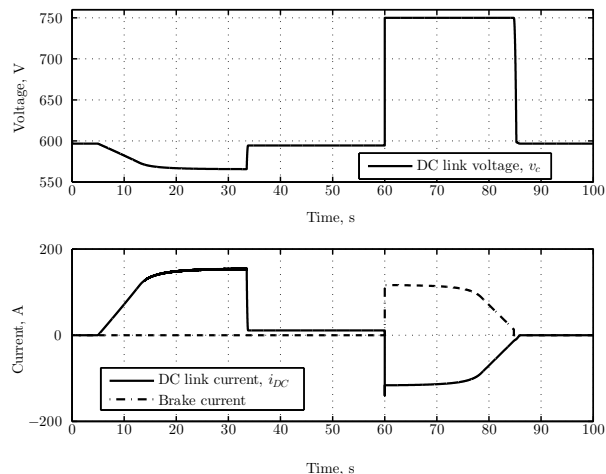 750
700
650
600
550
Voltage, V
DC link voltage, v_c
0 10 20 30 40 50 60 70 80 90 100
Time, s
200
0
−200
Current, A
DC link current, i_DC
Brake current
0 10 20 30 40 50 60 70 80 90 100
Time, s